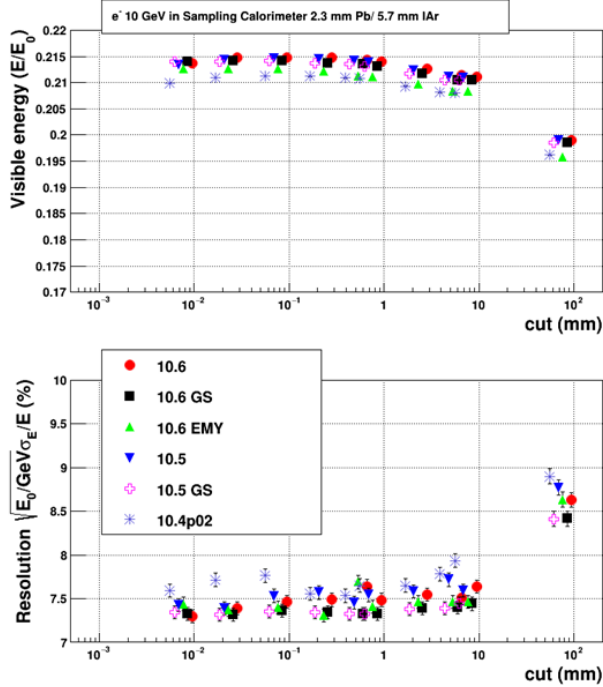 e⁻ 10 GeV in Sampling Calorimeter 2.3 mm Pb/ 5.7 mm lAr
Visible energy (E/E₀)
0.22
0.215
0.21
0.205
0.2
0.195
0.19
0.185
0.18
0.175
0.17
10⁻³ 10⁻² 10⁻¹ 1 10 10²
cut (mm)
Resolution √E₀/GeV σ_E/E (%)
10
9.5
9
8.5
8
7.5
7
10.6
10.6 GS
10.6 EMY
10.5
10.5 GS
10.4p02
10⁻³ 10⁻² 10⁻¹ 1 10 10²
cut (mm)